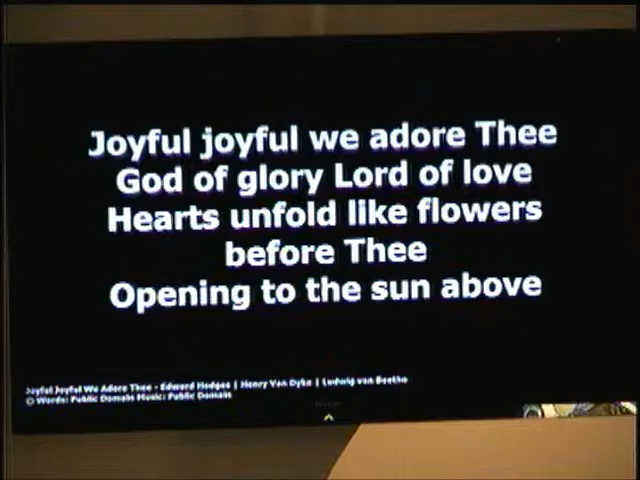 Joyful joyful we adore Thee
God of glory Lord of love
Hearts unfold like flowers
before Thee
Opening to the sun above
Joyful Joyful We Adore Thee - Edward Hodges | Henry Van Dyke | Ludwig van Beetho
© Words: Public Domain Music: Public Domain